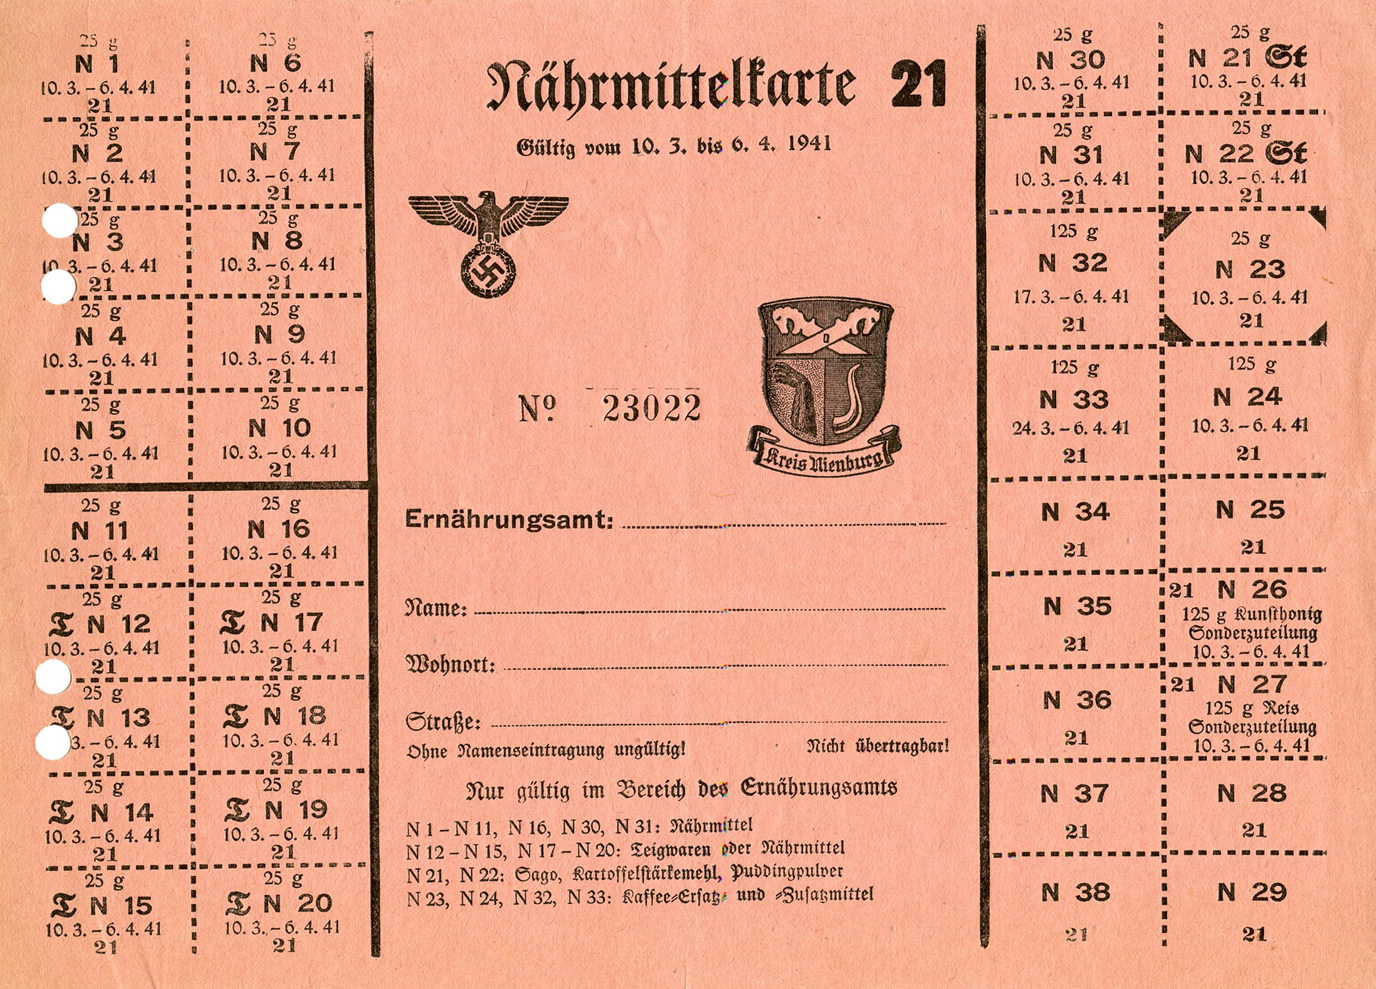 25 g
N 1
10. 3. – 6. 4. 41
21
25 g
N 6
10. 3. – 6. 4. 41
21
25 g
N 2
10. 3. – 6. 4. 41
21
25 g
N 7
10. 3. – 6. 4. 41
21
25 g
N 3
10. 3. – 6. 4. 41
21
25 g
N 8
10. 3. – 6. 4. 41
21
25 g
N 4
10. 3. – 6. 4. 41
21
25 g
N 9
10. 3. – 6. 4. 41
21
25 g
N 5
10. 3. – 6. 4. 41
21
25 g
N 10
10. 3. – 6. 4. 41
21
25 g
N 11
10. 3. – 6. 4. 41
21
25 g
N 16
10. 3. – 6. 4. 41
21
25 g
T N 12
10. 3. – 6. 4. 41
21
25 g
T N 17
10. 3. – 6. 4. 41
21
25 g
T N 13
3. – 6. 4. 41
21
25 g
T N 18
10. 3. – 6. 4. 41
21
25 g
T N 14
10. 3. – 6. 4. 41
21
25 g
T N 19
10. 3. – 6. 4. 41
21
25 g
T N 15
10. 3. – 6. 4. 41
21
25 g
T N 20
10. 3. – 6. 4. 41
21
Nährmittelkarte 21
Gültig vom 10. 3. bis 6. 4. 1941
Nº 23022
Kreis Nienburg
Ernährungsamt:
Name:
Wohnort:
Straße:
Ohne Namenseintragung ungültig! Nicht übertragbar!
Nur gültig im Bereich des Ernährungsamts
N 1 – N 11, N 16, N 30, N 31: Nährmittel
N 12 – N 15, N 17 – N 20: Teigwaren oder Nährmittel
N 21, N 22: Sago, Kartoffelstärkemehl, Puddingpulver
N 23, N 24, N 32, N 33: Kaffee-Ersatz- und -Zusatzmittel
25 g
N 30
10. 3. – 6. 4. 41
21
25 g
N 21 St
10. 3. – 6. 4. 41
21
25 g
N 31
10. 3. – 6. 4. 41
21
25 g
N 22 St
10. 3. – 6. 4. 41
21
125 g
N 32
17. 3. – 6. 4. 41
21
25 g
N 23
10. 3. – 6. 4. 41
21
125 g
N 33
24. 3. – 6. 4. 41
21
125 g
N 24
10. 3. – 6. 4. 41
21
N 34
21
N 25
21
N 35
21
21 N 26
125 g Kunsthonig
Sonderzuteilung
10. 3. – 6. 4. 41
N 36
21
21 N 27
125 g Reis
Sonderzuteilung
10. 3. – 6. 4. 41
N 37
21
N 28
21
N 38
21
N 29
21